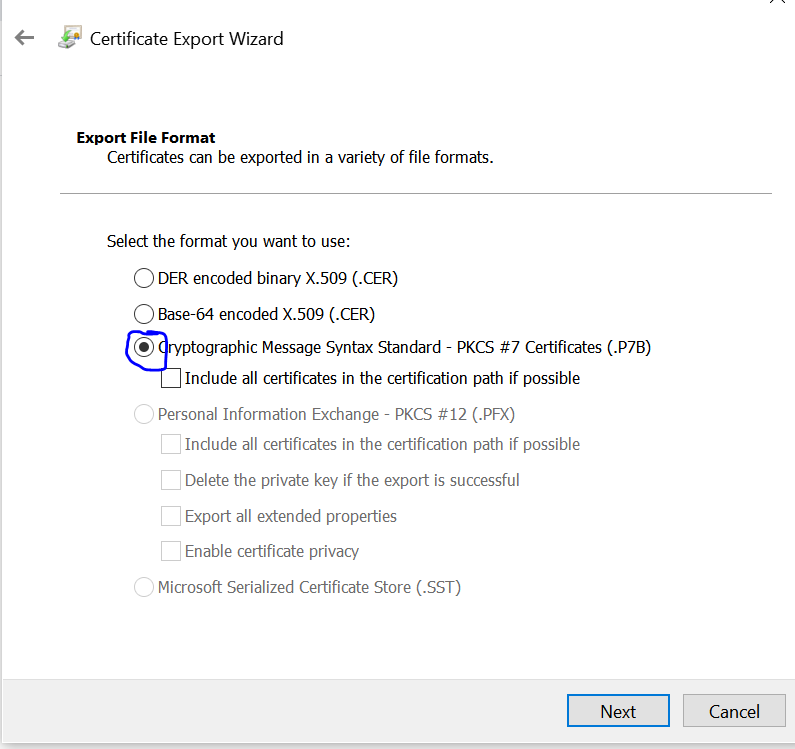 Certificate Export Wizard
Export File Format
Certificates can be exported in a variety of file formats.
Select the format you want to use:
DER encoded binary X.509 (.CER)
Base-64 encoded X.509 (.CER)
Cryptographic Message Syntax Standard - PKCS #7 Certificates (.P7B)
Include all certificates in the certification path if possible
Personal Information Exchange - PKCS #12 (.PFX)
Include all certificates in the certification path if possible
Delete the private key if the export is successful
Export all extended properties
Enable certificate privacy
Microsoft Serialized Certificate Store (.SST)
Next Cancel